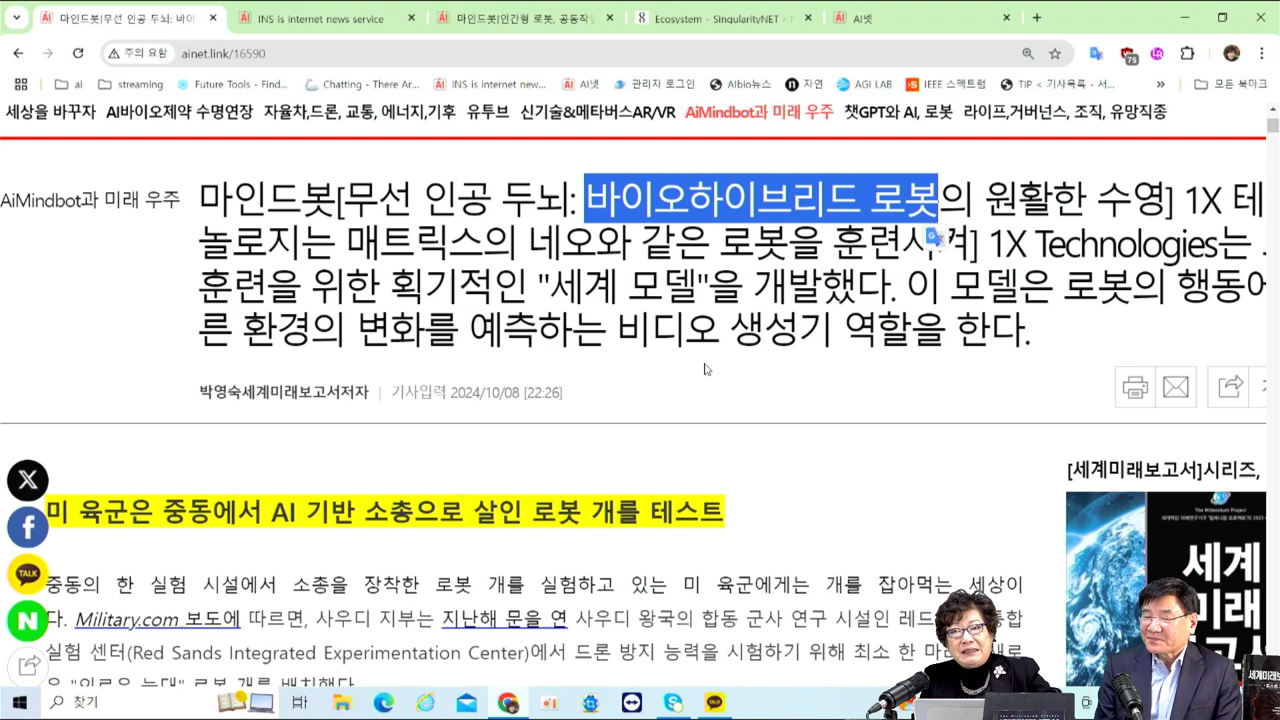 마인드봇[무선 인공 두뇌: 바이
INS is internet news service
마인드봇[인간형 로봇, 공동작업
Ecosystem - SingularityNET -
AI넷
주의 요함
ainet.link/16590
75
ai
streaming
Future Tools - Find...
Chatting - There Ar...
INS is internet new...
AI넷
관리자 로그인
AIbio뉴스
자연
AGI LAB
IEEE 스펙트럼
TIP < 기사목록 - 서...
모든 북마크
세상을 바꾸자 AI바이오제약 수명연장 자율차,드론, 교통, 에너지,기후 유투브 신기술&메타버스AR/VR AiMindbot과 미래 우주 챗GPT와 AI, 로봇 라이프,거버넌스, 조직, 유망직종
AiMindbot과 미래 우주
마인드봇[무선 인공 두뇌: 바이오하이브리드 로봇의 원활한 수영] 1X 테
놀로지는 매트릭스의 네오와 같은 로봇을 훈련시켜] 1X Technologies는
훈련을 위한 획기적인 "세계 모델"을 개발했다. 이 모델은 로봇의 행동에
른 환경의 변화를 예측하는 비디오 생성기 역할을 한다.
박영숙세계미래보고서저자 | 기사입력 2024/10/08 [22:26]
[세계미래보고서]시리즈,
미 육군은 중동에서 AI 기반 소총으로 살인 로봇 개를 테스트
The Millennium Project
세계
미래
중동의 한 실험 시설에서 소총을 장착한 로봇 개를 실험하고 있는 미 육군에게는 개를 잡아먹는 세상이
다. Military.com 보도에 따르면, 사우디 지부는 지난해 문을 연 사우디 왕국의 합동 군사 연구 시설인 레드 통합
실험 센터(Red Sands Integrated Experimentation Center)에서 드론 방지 능력을 시험하기 위해 최소 한 마리
"외로운 늑대" 로봇 개를 배치했다
TALK
찾기
TALK